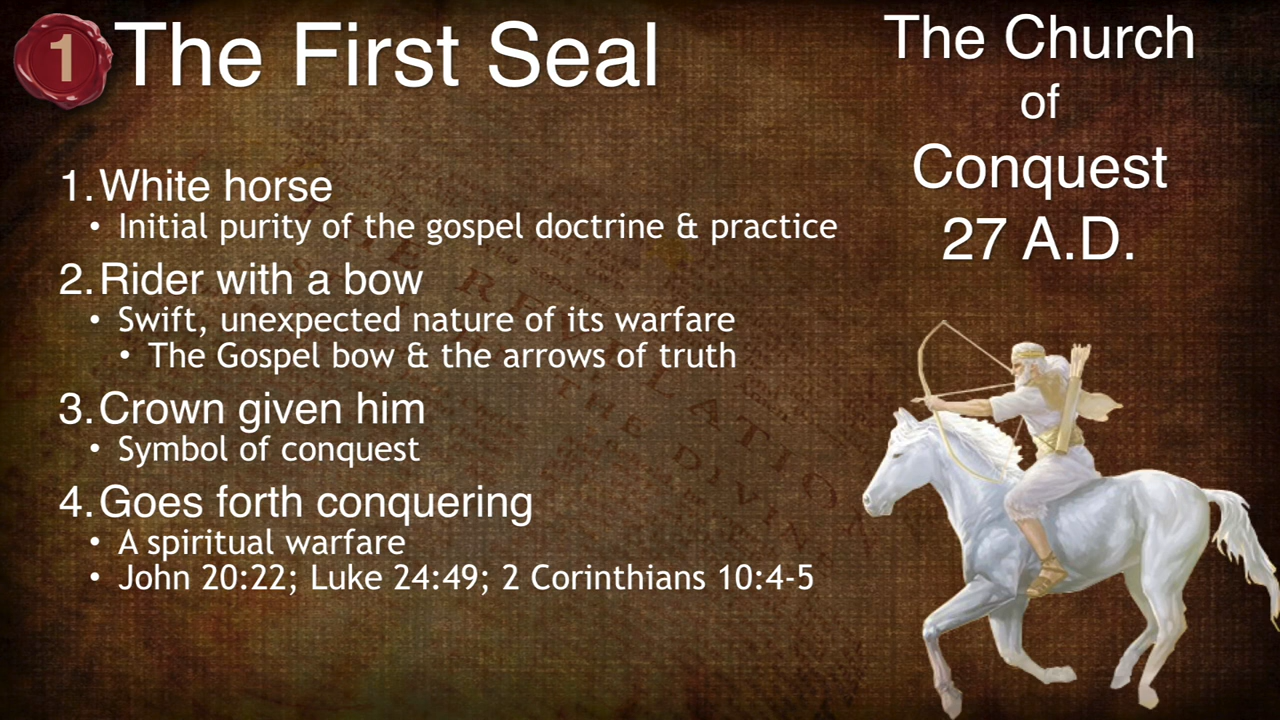 1
The First Seal
The Church
of
Conquest
27 A.D.
1. White horse
• Initial purity of the gospel doctrine & practice
2. Rider with a bow
• Swift, unexpected nature of its warfare
• The Gospel bow & the arrows of truth
3. Crown given him
• Symbol of conquest
4. Goes forth conquering
• A spiritual warfare
• John 20:22; Luke 24:49; 2 Corinthians 10:4-5